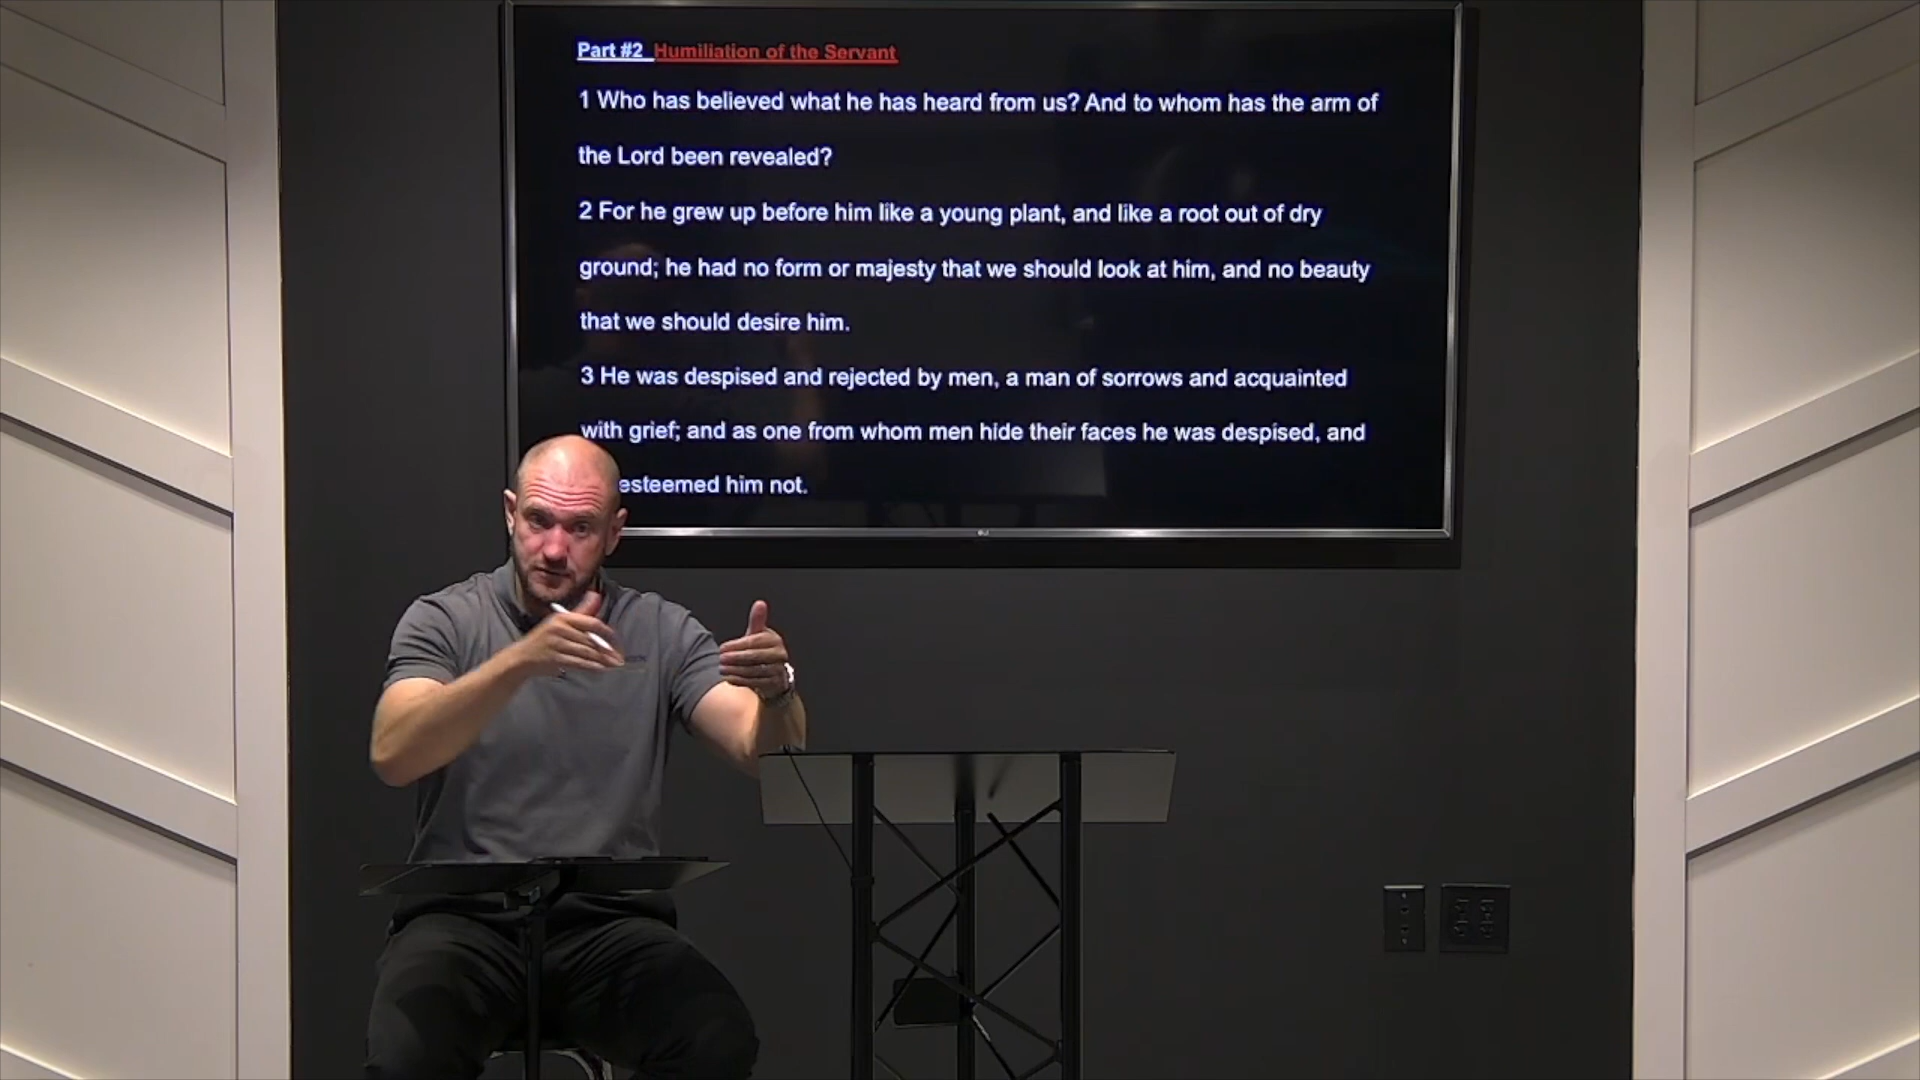 Part #2 Humiliation of the Servant
1 Who has believed what he has heard from us? And to whom has the arm of
the Lord been revealed?
2 For he grew up before him like a young plant, and like a root out of dry
ground; he had no form or majesty that we should look at him, and no beauty
that we should desire him.
3 He was despised and rejected by men, a man of sorrows and acquainted
with grief; and as one from whom men hide their faces he was despised, and
esteemed him not.